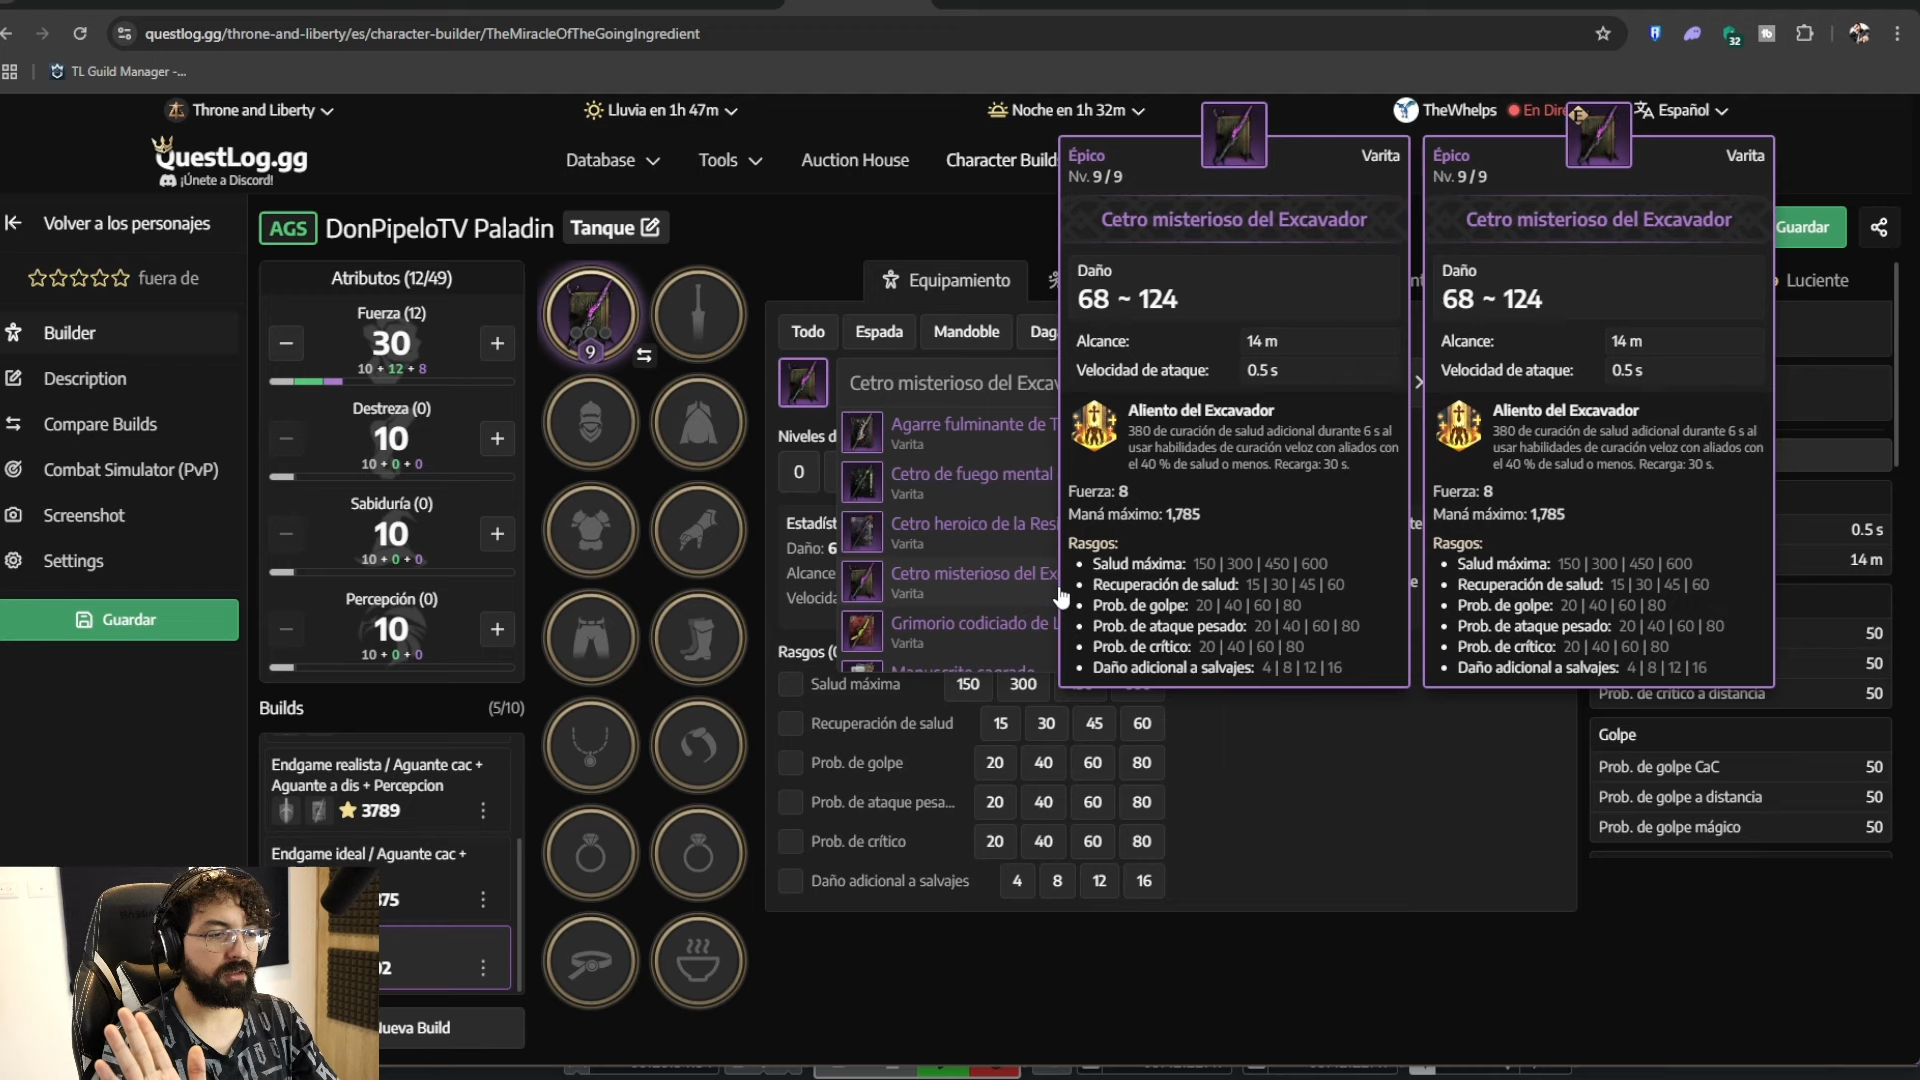 questlog.gg/throne-and-liberty/es/character-builder/TheMiracleOfTheGoingIngredient
32
TL Guild Manager -...
Throne and Liberty
Lluvia en 1h 47m
Noche en 1h 32m
TheWhelps
En Dire
Español
QuestLog.gg
¡Únete a Discord!
Database
Tools
Auction House
Character Build
Volver a los personajes
fuera de
Builder
Description
Compare Builds
Combat Simulator (PvP)
Screenshot
Settings
Guardar
AGS
DonPipeloTV Paladin
Tanque
Guardar
Atributos (12/49)
Fuerza (12)
30
10 + 12 + 8
Destreza (0)
10
10 + 0 + 0
Sabiduría (0)
10
10 + 0 + 0
Percepción (0)
10
10 + 0 + 0
Builds
(5/10)
Endgame realista / Aguante cac +
Aguante a dis + Percepcion
3789
Endgame ideal / Aguante cac +
Nueva Build
9
Equipamiento
Luciente
Todo
Espada
Mandoble
Dag
Cetro misterioso del Exca
Niveles d
0
Estadíst
Daño: 6
Alcance
Velocida
Rasgos (
Agarre fulminante de T
Varita
Cetro de fuego mental
Varita
Cetro heroico de la Resi
Varita
Cetro misterioso del Ex
Varita
Grimorio codiciado de L
Varita
Manuscrito sagrado
Salud máxima
150
300
Recuperación de salud
15
30
45
60
Prob. de golpe
20
40
60
80
Prob. de ataque pesa...
20
40
60
80
Prob. de crítico
20
40
60
80
Daño adicional a salvajes
4
8
12
16
Épico
Varita
Nv. 9 / 9
Cetro misterioso del Excavador
Daño
68 ~ 124
Alcance:
14 m
Velocidad de ataque:
0.5 s
Aliento del Excavador
380 de curación de salud adicional durante 6 s al
usar habilidades de curación veloz con aliados con
el 40 % de salud o menos. Recarga: 30 s.
Fuerza: 8
Maná máximo: 1,785
Rasgos:
Salud máxima: 150 | 300 | 450 | 600
Recuperación de salud: 15 | 30 | 45 | 60
Prob. de golpe: 20 | 40 | 60 | 80
Prob. de ataque pesado: 20 | 40 | 60 | 80
Prob. de crítico: 20 | 40 | 60 | 80
Daño adicional a salvajes: 4 | 8 | 12 | 16
Épico
Varita
Nv. 9 / 9
Cetro misterioso del Excavador
Daño
68 ~ 124
Alcance:
14 m
Velocidad de ataque:
0.5 s
Aliento del Excavador
380 de curación de salud adicional durante 6 s al
usar habilidades de curación veloz con aliados con
el 40 % de salud o menos. Recarga: 30 s.
Fuerza: 8
Maná máximo: 1,785
Rasgos:
Salud máxima: 150 | 300 | 450 | 600
Recuperación de salud: 15 | 30 | 45 | 60
Prob. de golpe: 20 | 40 | 60 | 80
Prob. de ataque pesado: 20 | 40 | 60 | 80
Prob. de crítico: 20 | 40 | 60 | 80
Daño adicional a salvajes: 4 | 8 | 12 | 16
0.5 s
14 m
50
50
Prob. de crítico a distancia
50
Golpe
Prob. de golpe CaC
50
Prob. de golpe a distancia
50
Prob. de golpe mágico
50